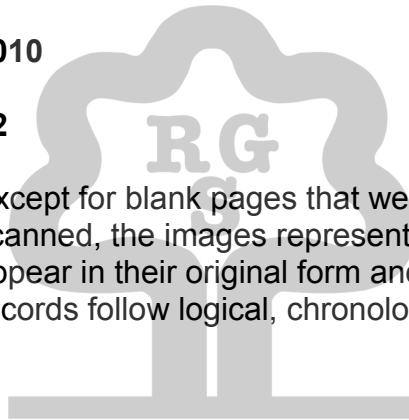 010
2
RG
S
xcept for blank pages that we
canned, the images represent
ppear in their original form and
cords follow logical, chronolo